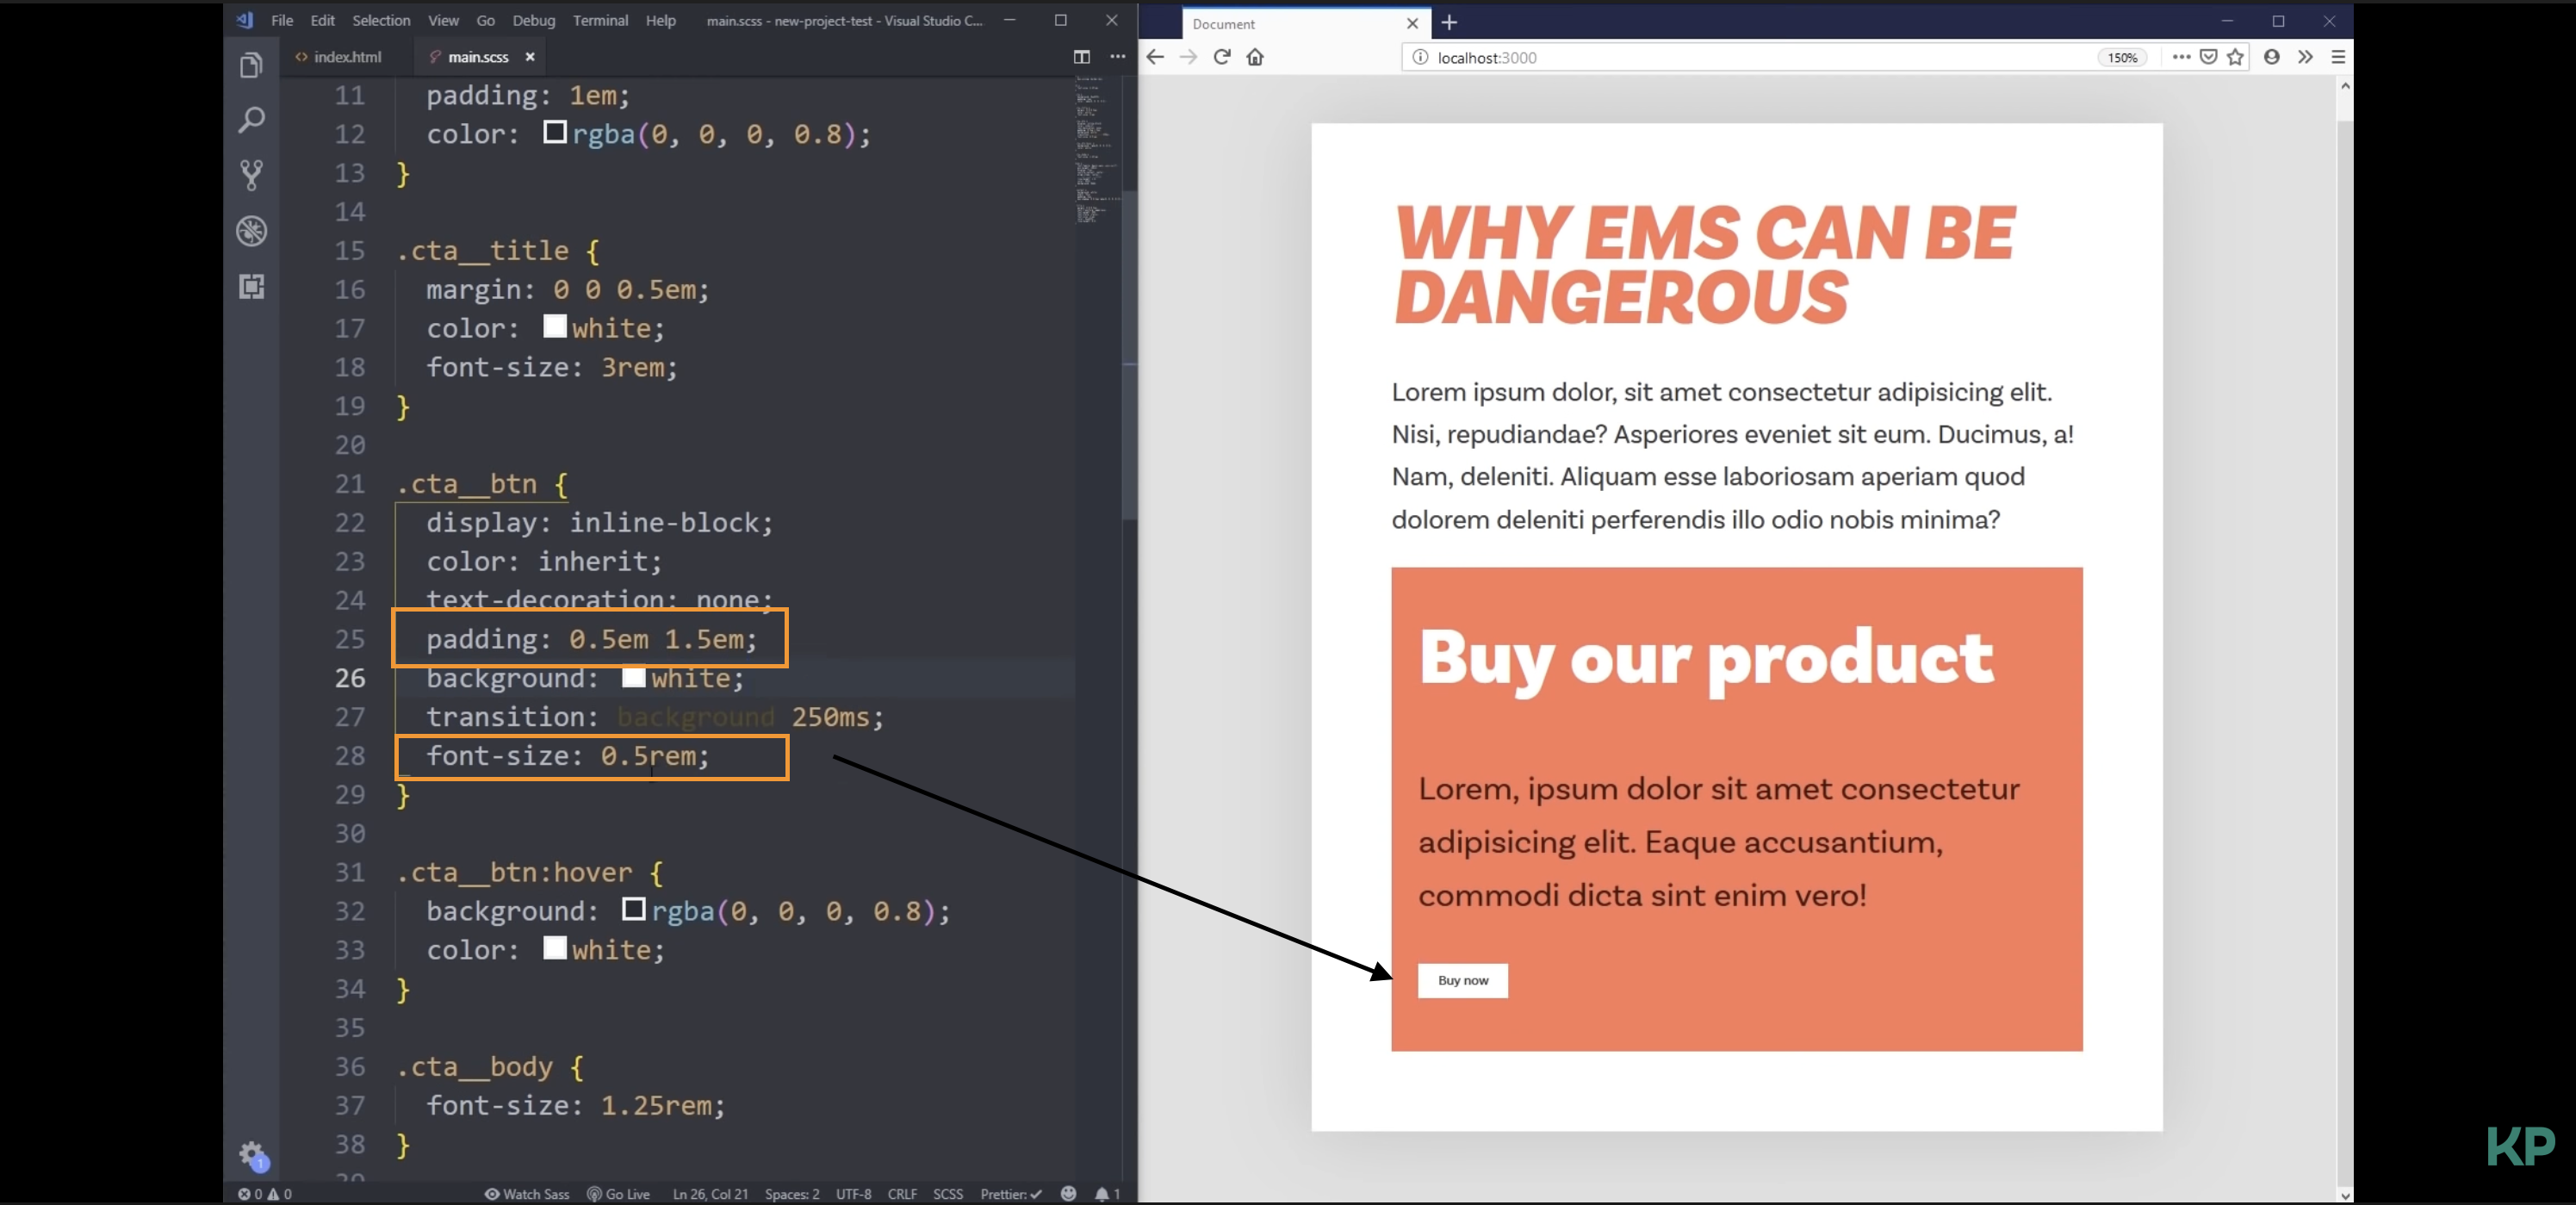 File Edit Selection View Go Debug Terminal Help main.scss - new-project-test - Visual Studio C...
index.html main.scss
11 padding: 1em;
12 color: rgba(0, 0, 0, 0.8);
13 }
14
15 .cta__title {
16 margin: 0 0 0.5em;
17 color: white;
18 font-size: 3rem;
19 }
20
21 .cta__btn {
22 display: inline-block;
23 color: inherit;
24 text-decoration: none;
25 padding: 0.5em 1.5em;
26 background: white;
27 transition: background 250ms;
28 font-size: 0.5rem;
29 }
30
31 .cta__btn:hover {
32 background: rgba(0, 0, 0, 0.8);
33 color: white;
34 }
35
36 .cta__body {
37 font-size: 1.25rem;
38 }
1
0 0 Watch Sass Go Live Ln 26, Col 21 Spaces: 2 UTF-8 CRLF SCSS Prettier: ✓ 1
Document
localhost:3000 150%
WHY EMS CAN BE
DANGEROUS
Lorem ipsum dolor, sit amet consectetur adipisicing elit.
Nisi, repudiandae? Asperiores eveniet sit eum. Ducimus, a!
Nam, deleniti. Aliquam esse laboriosam aperiam quod
dolorem deleniti perferendis illo odio nobis minima?
Buy our product
Lorem, ipsum dolor sit amet consectetur
adipisicing elit. Eaque accusantium,
commodi dicta sint enim vero!
Buy now
KP